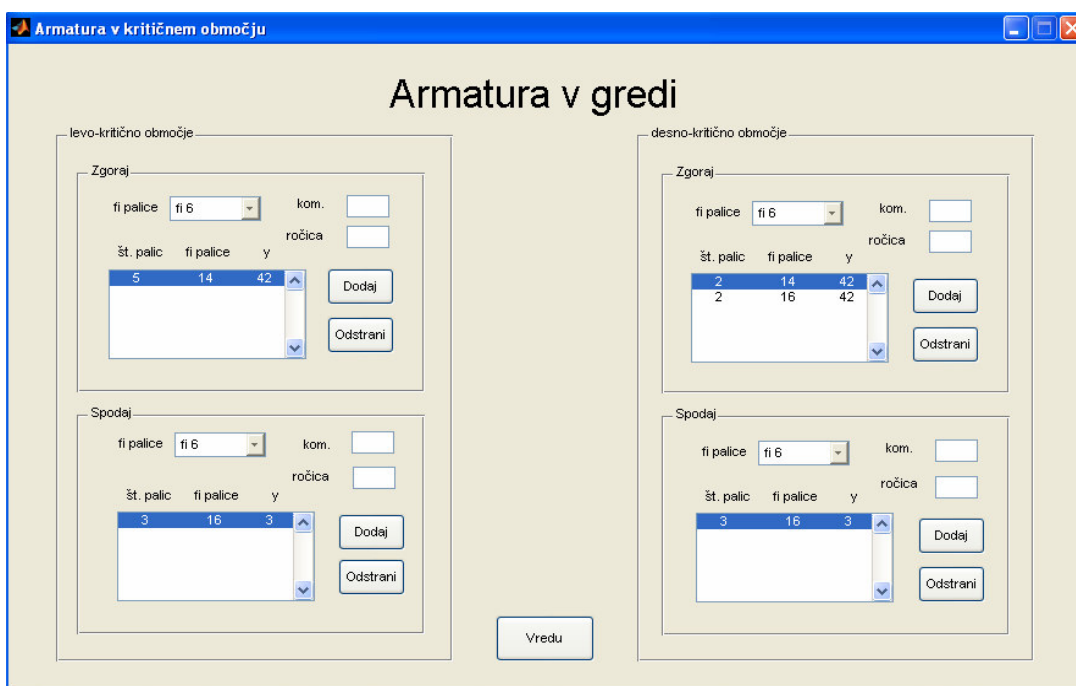 Armatura v kritičnem območju
Armatura v gredi
levo-kritično območje
Zgoraj
fi palice fi 6 kom.
ročica
št. palic fi palice y
5 14 42
Dodaj
Odstrani
Spodaj
fi palice fi 6 kom.
ročica
št. palic fi palice y
3 16 3
Dodaj
Odstrani
desno-kritično območje
Zgoraj
fi palice fi 6 kom.
ročica
št. palic fi palice y
2 14 42
2 16 42
Dodaj
Odstrani
Spodaj
fi palice fi 6 kom.
ročica
št. palic fi palice y
3 16 3
Dodaj
Odstrani
Vredu